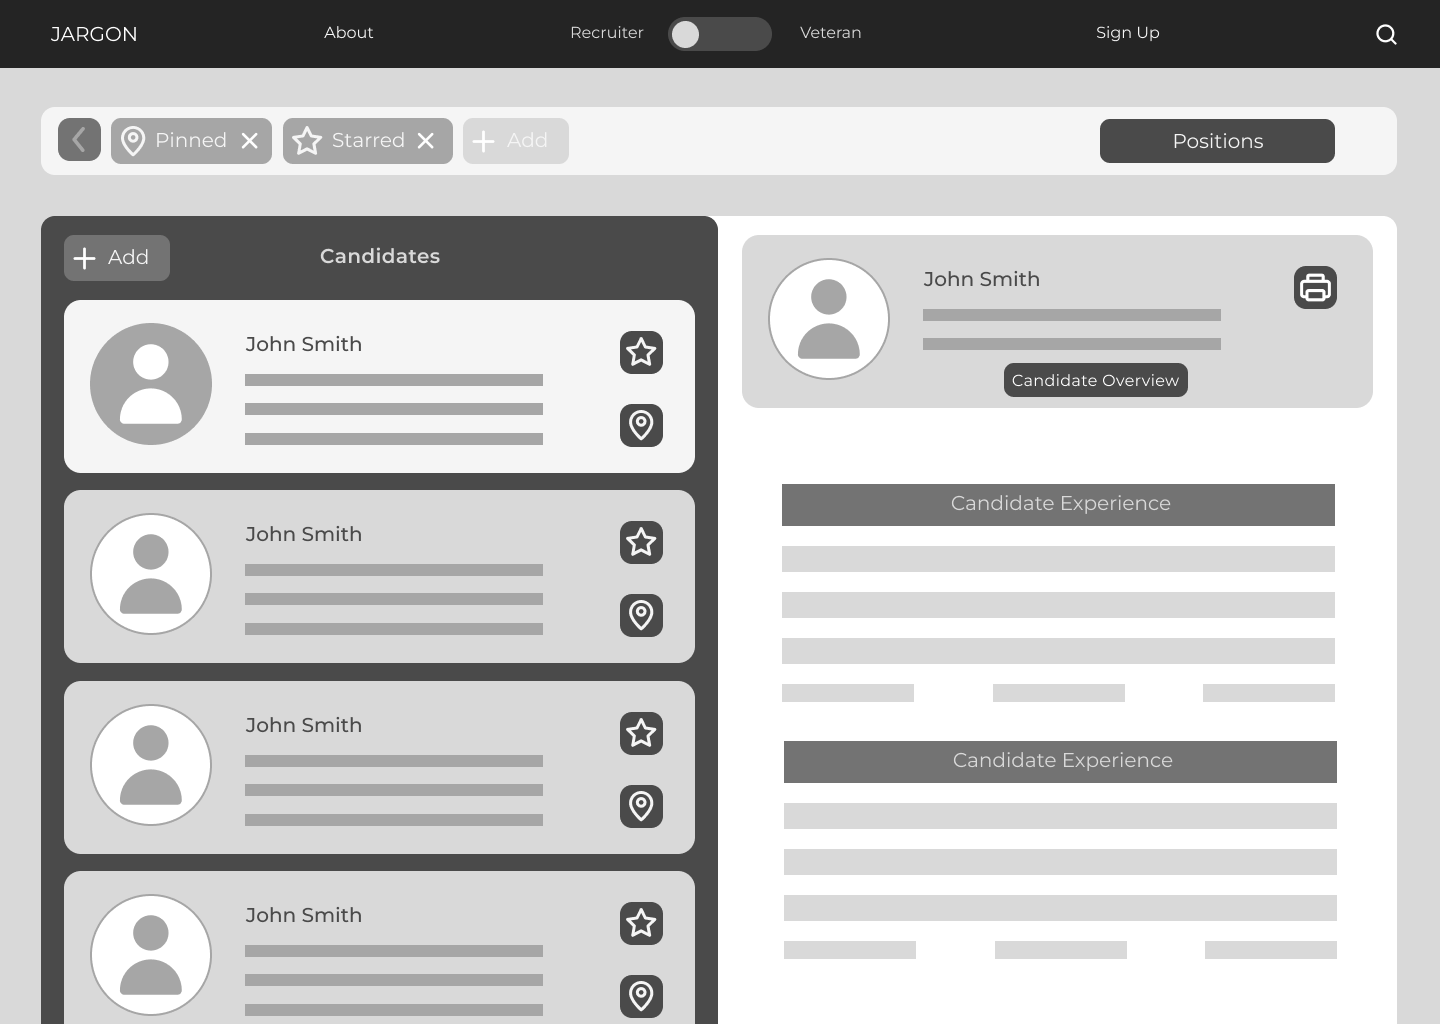 JARGON
About
Recruiter
Veteran
Sign Up
Pinned
Starred
Add
Positions
Add
Candidates
John Smith
John Smith
John Smith
John Smith
John Smith
Candidate Overview
Candidate Experience
Candidate Experience